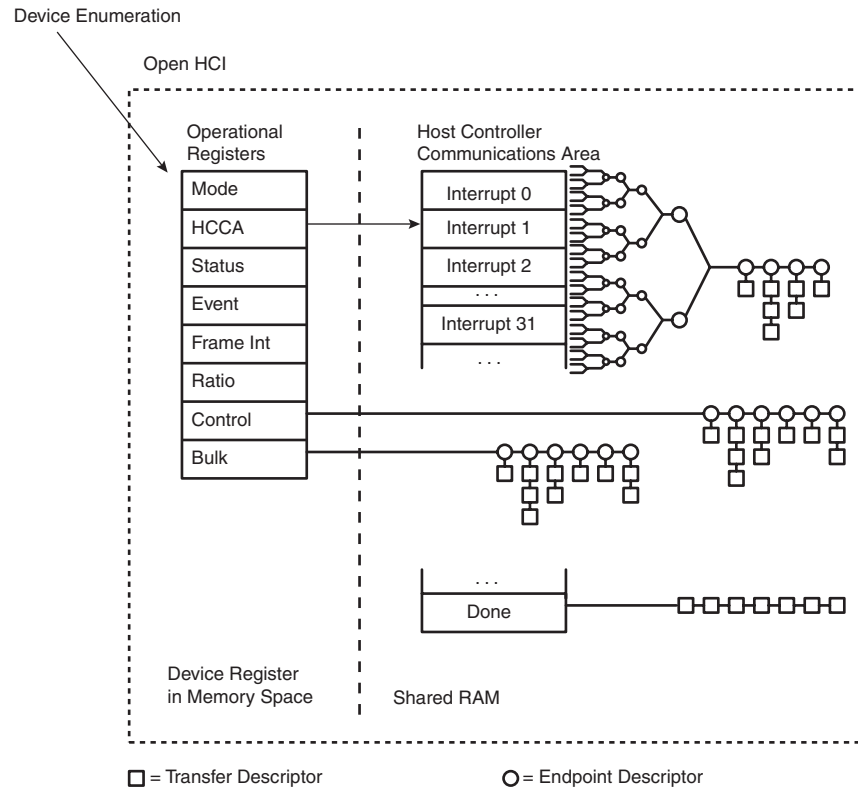 Device Enumeration
Open HCI
Operational
Registers
Mode
HCCA
Status
Event
Frame Int
Ratio
Control
Bulk
Host Controller
Communications Area
Interrupt 0
Interrupt 1
Interrupt 2
. . .
Interrupt 31
. . .
. . .
Done
Device Register
in Memory Space
Shared RAM
= Transfer Descriptor
= Endpoint Descriptor